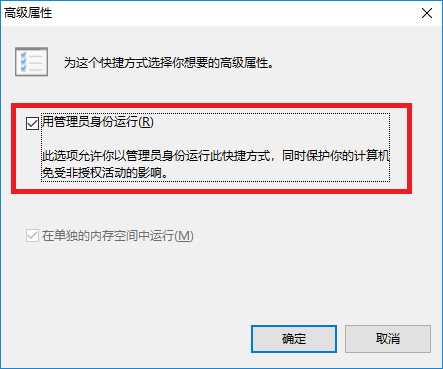 高级属性
为这个快捷方式选择你想要的高级属性。
用管理员身份运行(R)
此选项允许你以管理员身份运行此快捷方式，同时保护你的计算机
免受非授权活动的影响。
在单独的内存空间中运行(M)
确定
取消